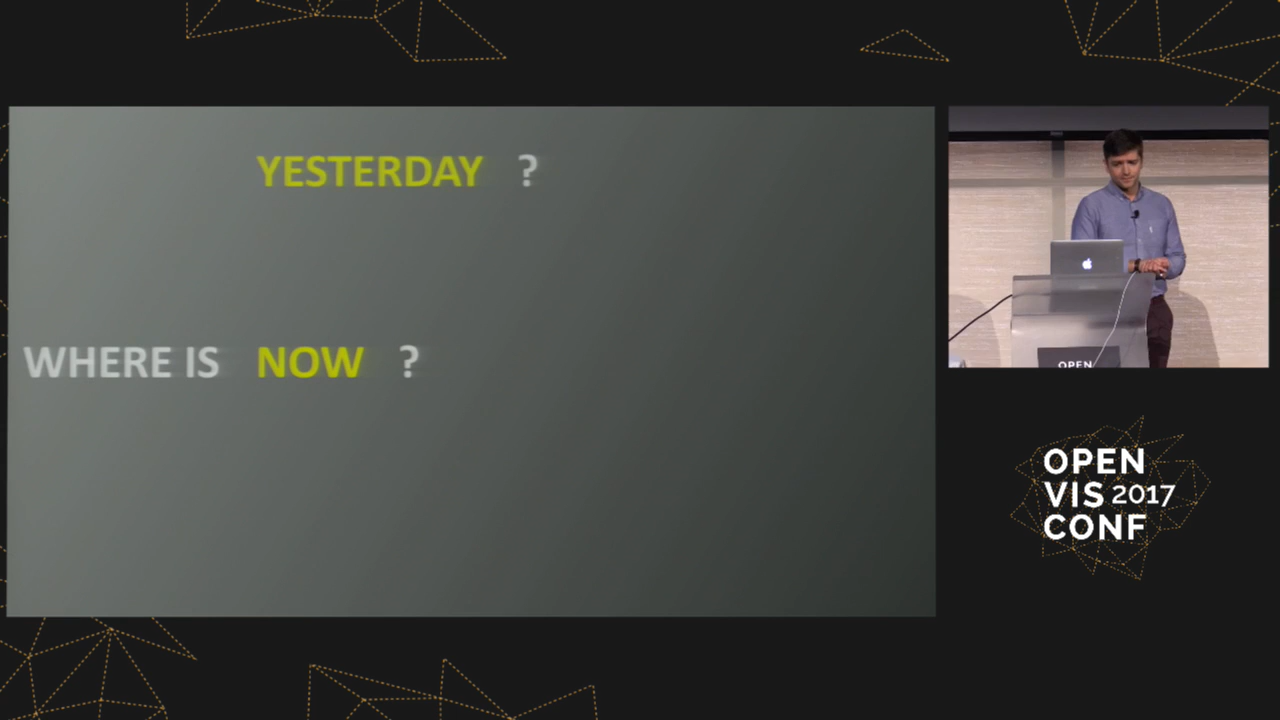 YESTERDAY ?
WHERE IS NOW ?
OPEN
OPEN
VIS 2017
CONF